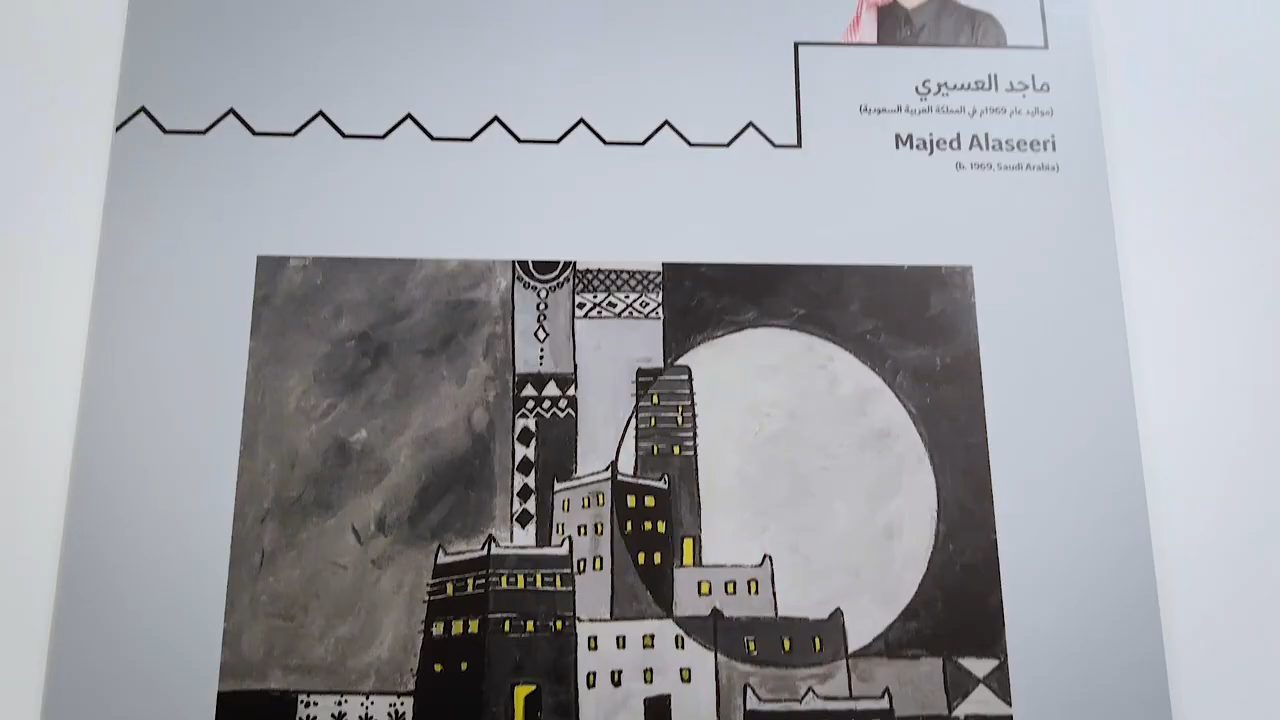 ماجد العسيري
(مواليد عام 1969م في المملكة العربية السعودية)
Majed Alaseeri
(b. 1969, Saudi Arabia)